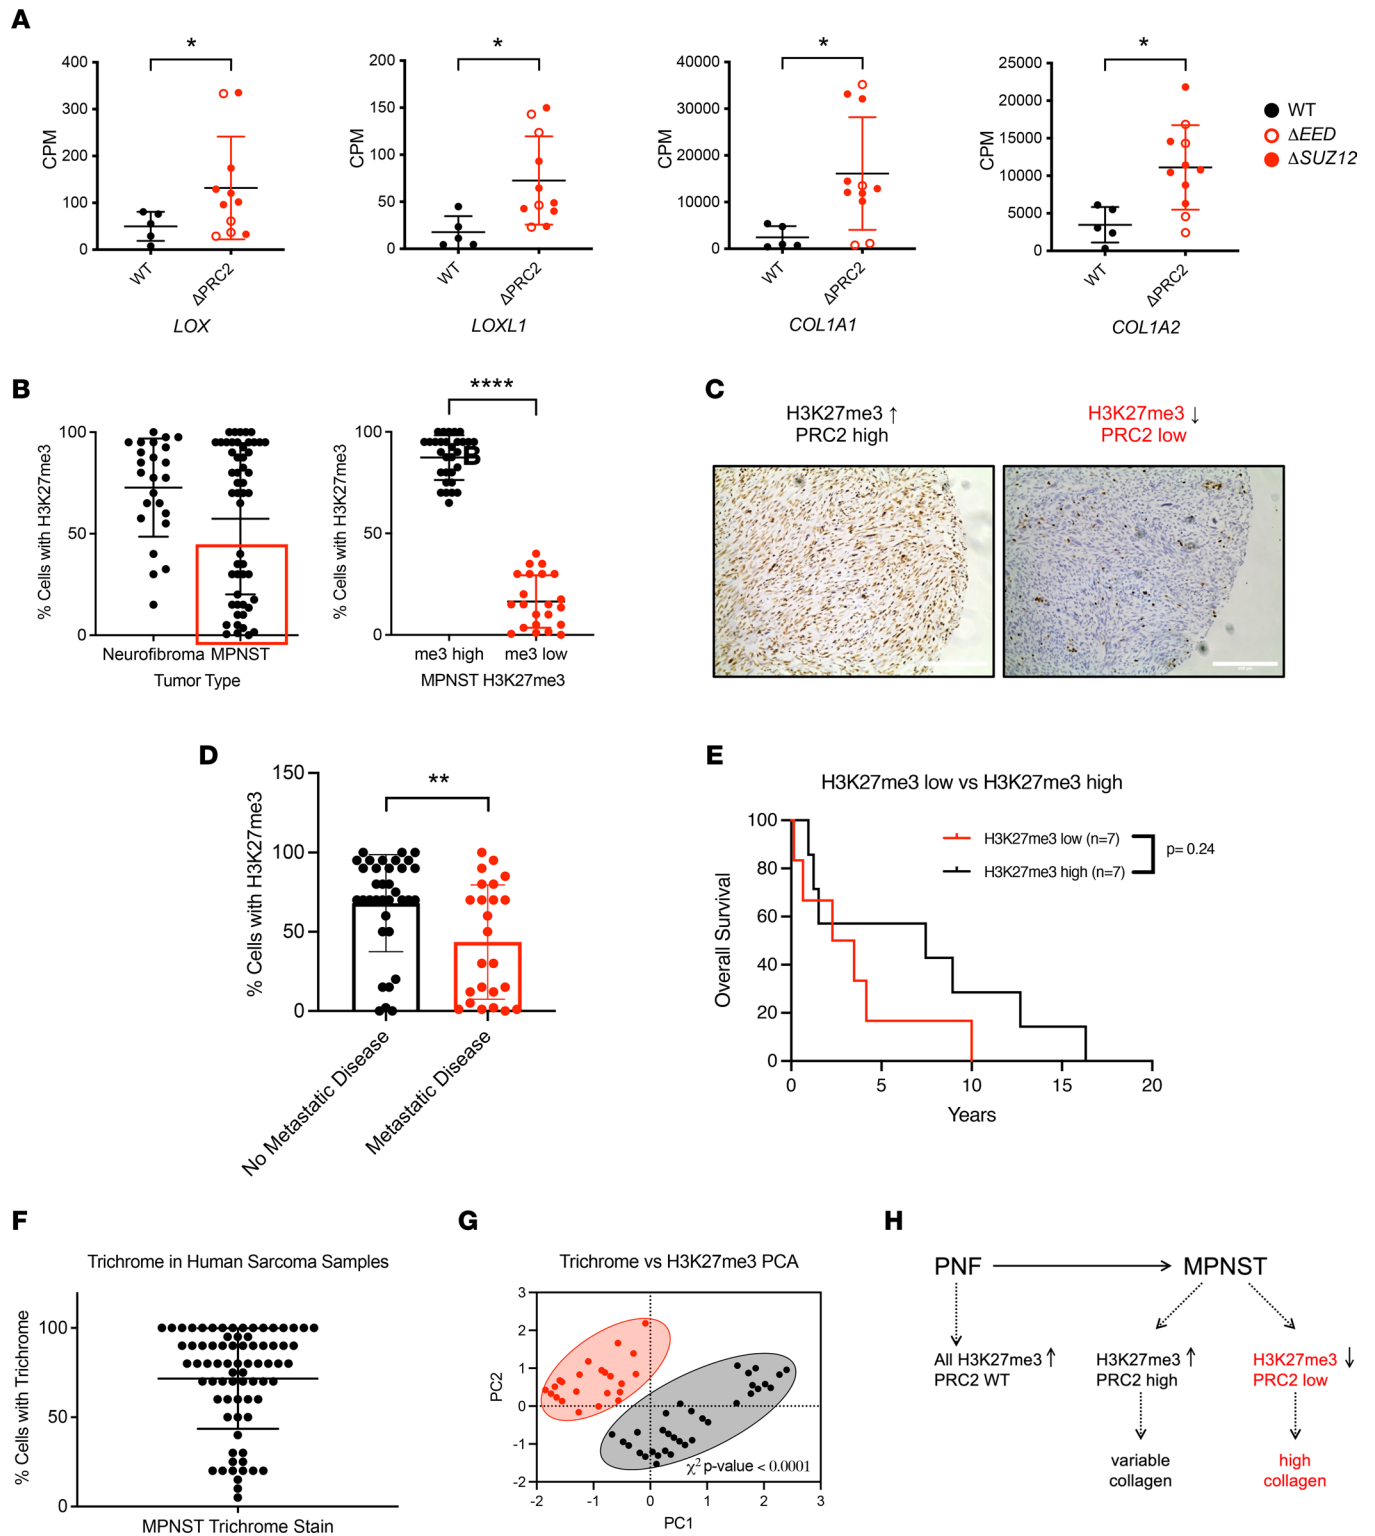 A
400
300
200
100
0
CPM
*
WT
ΔPRC2
LOX
200
150
100
50
0
CPM
*
WT
ΔPRC2
LOXL1
40000
30000
20000
10000
0
CPM
*
WT
ΔPRC2
COL1A1
25000
20000
15000
10000
5000
0
CPM
*
WT
ΔPRC2
COL1A2
WT
ΔEED
ΔSUZ12
B
100
50
0
% Cells with H3K27me3
Neurofibroma MPNST
Tumor Type
****
100
50
0
% Cells with H3K27me3
B
me3 high me3 low
MPNST H3K27me3
C
H3K27me3 ↑
PRC2 high
H3K27me3 ↓
PRC2 low
D
150
100
50
0
% Cells with H3K27me3
**
No Metastatic Disease
Metastatic Disease
E
H3K27me3 low vs H3K27me3 high
100
80
60
40
20
0
Overall Survival
H3K27me3 low (n=7)
H3K27me3 high (n=7)
p= 0.24
0 5 10 15 20
Years
F
Trichrome in Human Sarcoma Samples
100
50
0
% Cells with Trichrome
MPNST Trichrome Stain
G
Trichrome vs H3K27me3 PCA
3
2
1
0
-1
-2
PC2
χ² p-value < 0.0001
-2 -1 0 1 2 3
PC1
H
PNF → MPNST
All H3K27me3 ↑
PRC2 WT
H3K27me3 ↑
PRC2 high
H3K27me3 ↓
PRC2 low
variable
collagen
high
collagen